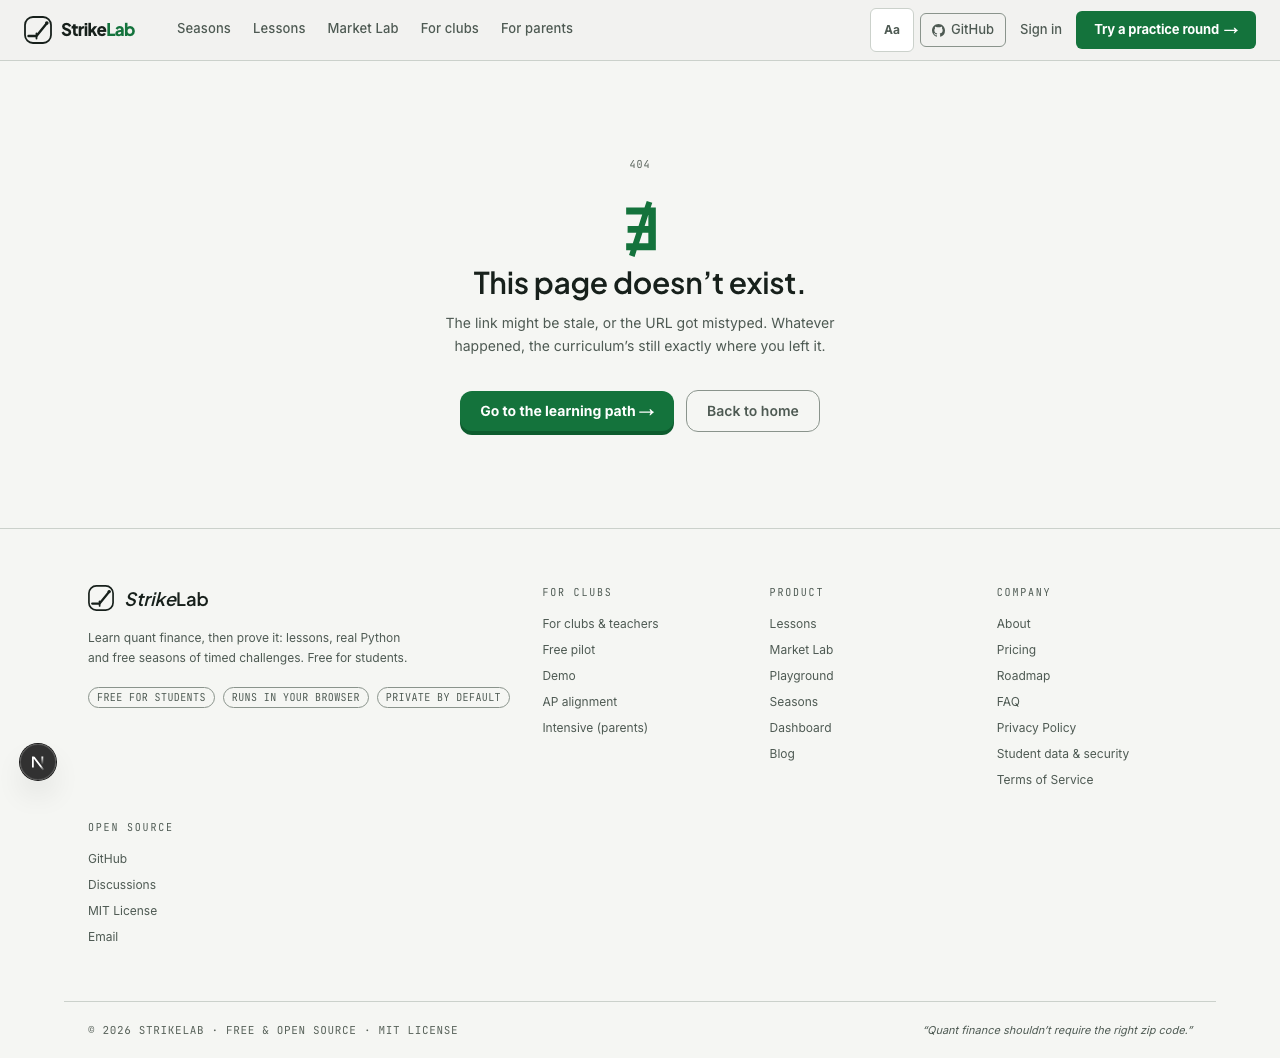 StrikeLab
Seasons
Lessons
Market Lab
For clubs
For parents
Aa
GitHub
Sign in
Try a practice round →
404
∄
This page doesn’t exist.
The link might be stale, or the URL got mistyped. Whatever
happened, the curriculum’s still exactly where you left it.
Go to the learning path →
Back to home
StrikeLab
Learn quant finance, then prove it: lessons, real Python
and free seasons of timed challenges. Free for students.
FREE FOR STUDENTS
RUNS IN YOUR BROWSER
PRIVATE BY DEFAULT
FOR CLUBS
For clubs & teachers
Free pilot
Demo
AP alignment
Intensive (parents)
PRODUCT
Lessons
Market Lab
Playground
Seasons
Dashboard
Blog
COMPANY
About
Pricing
Roadmap
FAQ
Privacy Policy
Student data & security
Terms of Service
N
OPEN SOURCE
GitHub
Discussions
MIT License
Email
© 2026 STRIKELAB · FREE & OPEN SOURCE · MIT LICENSE
“Quant finance shouldn’t require the right zip code.”